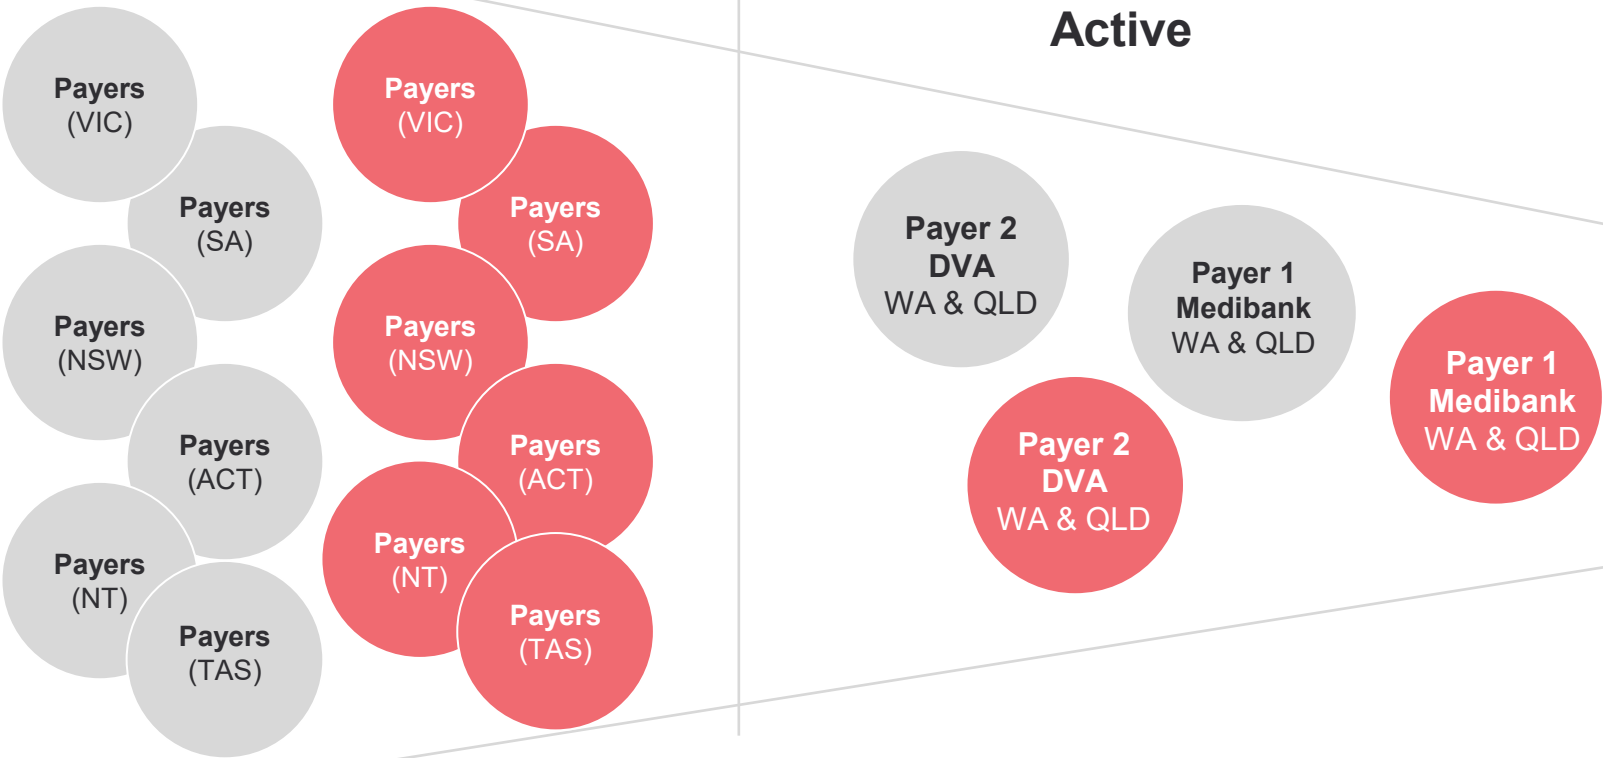 Active
Payers
(VIC)
Payers
(SA)
Payers
(NSW)
Payers
(ACT)
Payers
(NT)
Payers
(TAS)
Payers
(VIC)
Payers
(SA)
Payers
(NSW)
Payers
(ACT)
Payers
(NT)
Payers
(TAS)
Payer 2
DVA
WA & QLD
Payer 1
Medibank
WA & QLD
Payer 2
DVA
WA & QLD
Payer 1
Medibank
WA & QLD